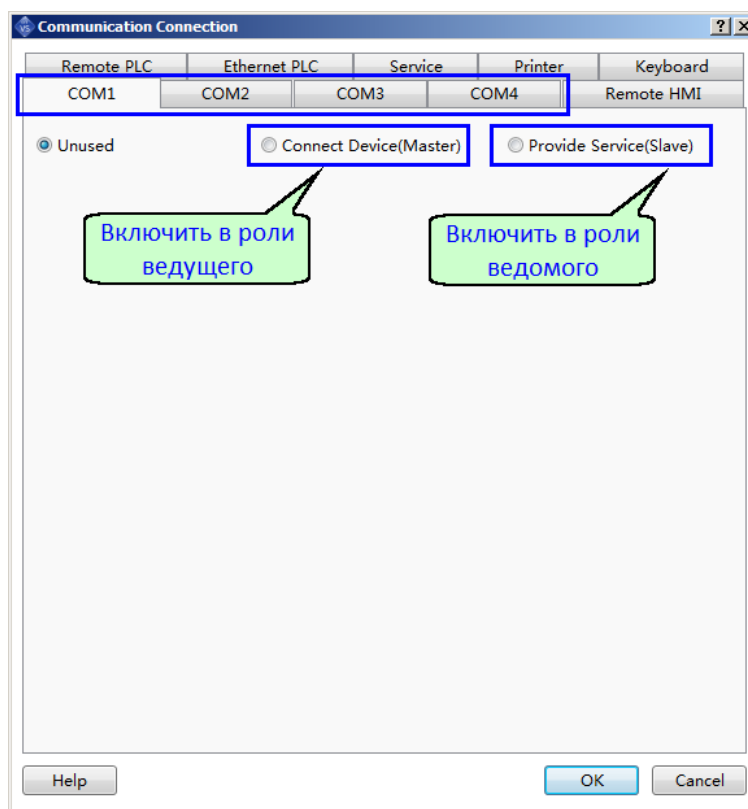 Communication Connection
Remote PLC Ethernet PLC Service Printer Keyboard
COM1 COM2 COM3 COM4 Remote HMI
Unused Connect Device(Master) Provide Service(Slave)
Включить в роли
ведущего
Включить в роли
ведомого
Help OK Cancel